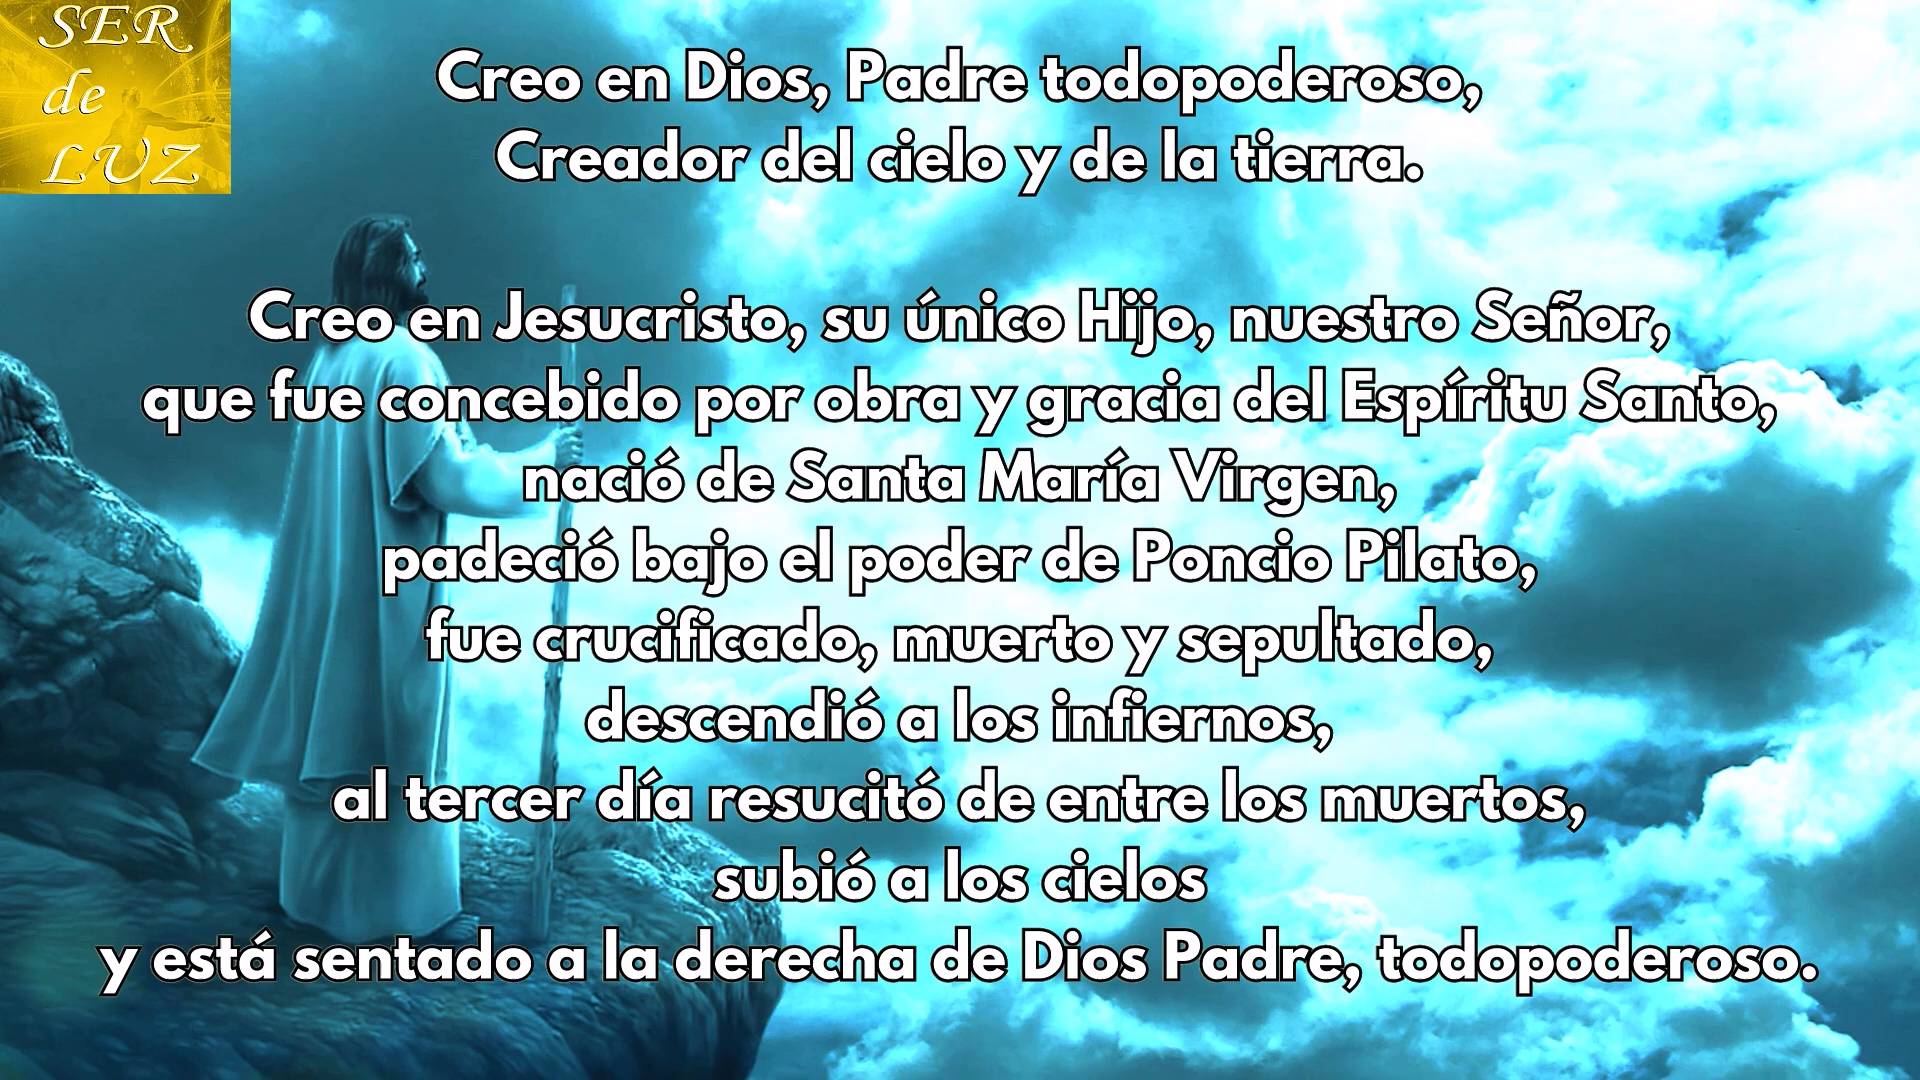 SER
de
LUZ
Creo en Dios, Padre todopoderoso,
Creador del cielo y de la tierra.
Creo en Jesucristo, su único Hijo, nuestro Señor,
que fue concebido por obra y gracia del Espíritu Santo,
nació de Santa María Virgen,
padeció bajo el poder de Poncio Pilato,
fue crucificado, muerto y sepultado,
descendió a los infiernos,
al tercer día resucitó de entre los muertos,
subió a los cielos
y está sentado a la derecha de Dios Padre, todopoderoso.